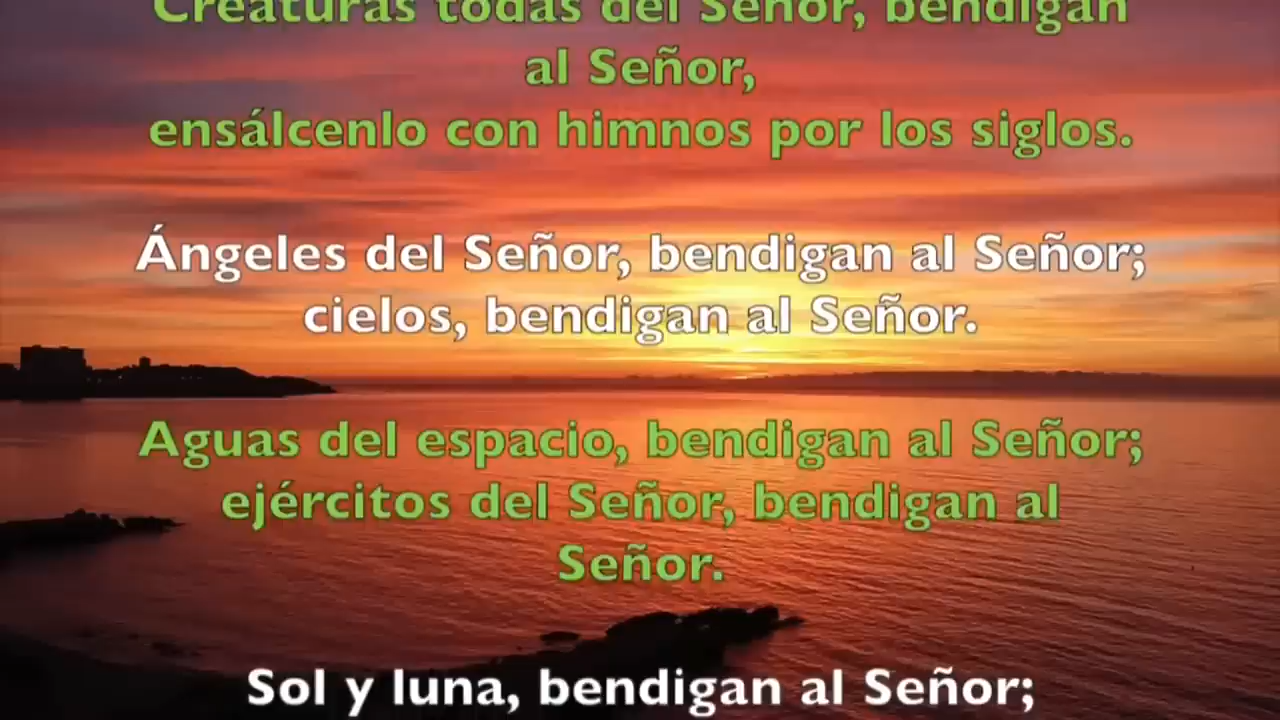 Creaturas todas del Señor, bendigan
al Señor,
ensálcenlo con himnos por los siglos.
Ángeles del Señor, bendigan al Señor;
cielos, bendigan al Señor.
Aguas del espacio, bendigan al Señor;
ejércitos del Señor, bendigan al
Señor.
Sol y luna, bendigan al Señor;